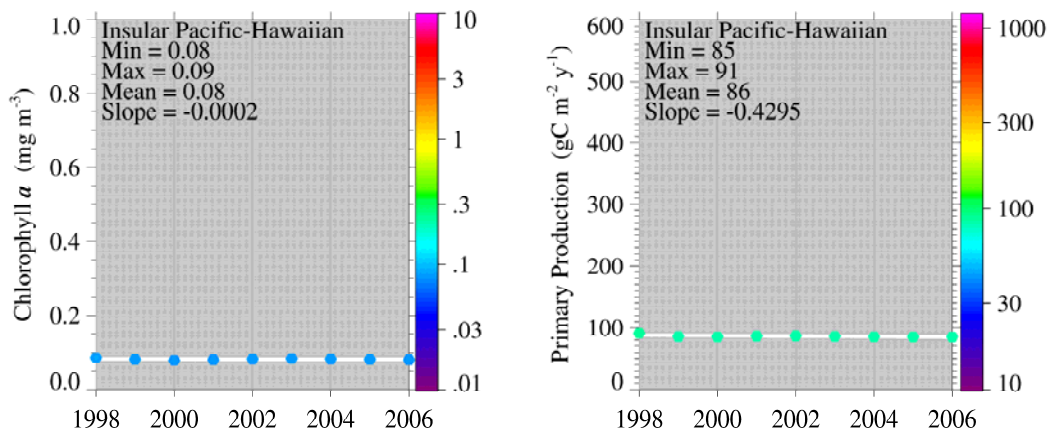 Insular Pacific-Hawaiian
Min = 0.08
Max = 0.09
Mean = 0.08
Slope = -0.0002
Chlorophyll a (mg m-3)
1.0
0.8
0.6
0.4
0.2
0.0
1998 2000 2002 2004 2006
10
3
1
.3
.1
.03
.01
Insular Pacific-Hawaiian
Min = 85
Max = 91
Mean = 86
Slope = -0.4295
Primary Production (gC m-2 y-1)
600
500
400
300
200
100
0
1998 2000 2002 2004 2006
1000
300
100
30
10